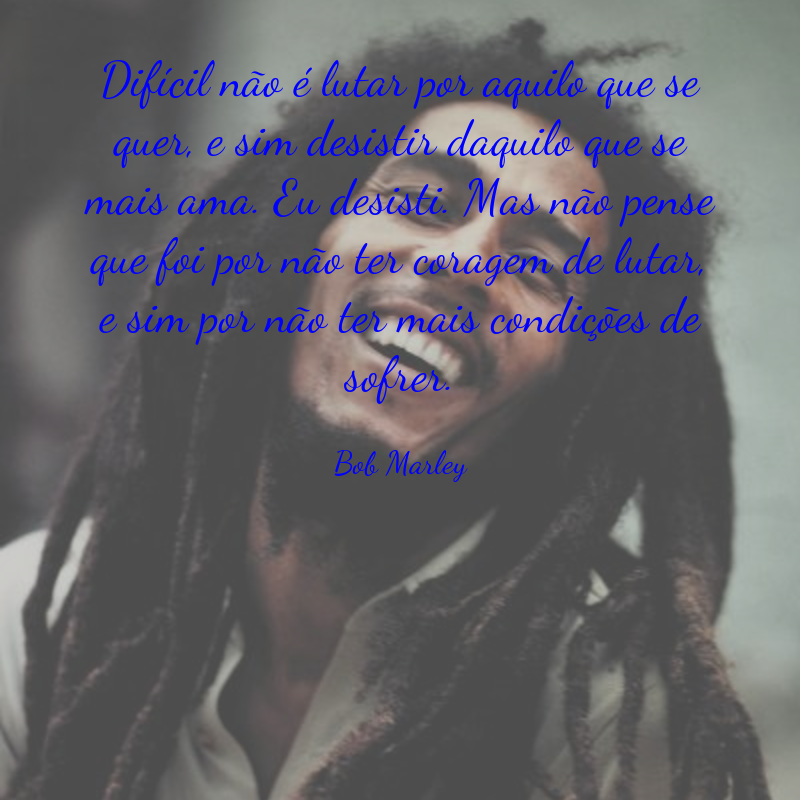 Difícil não é lutar por aquilo que se
quer, e sim desistir daquilo que se
mais ama. Eu desisti. Mas não pense
que foi por não ter coragem de lutar,
e sim por não ter mais condições de
sofrer.
Bob Marley